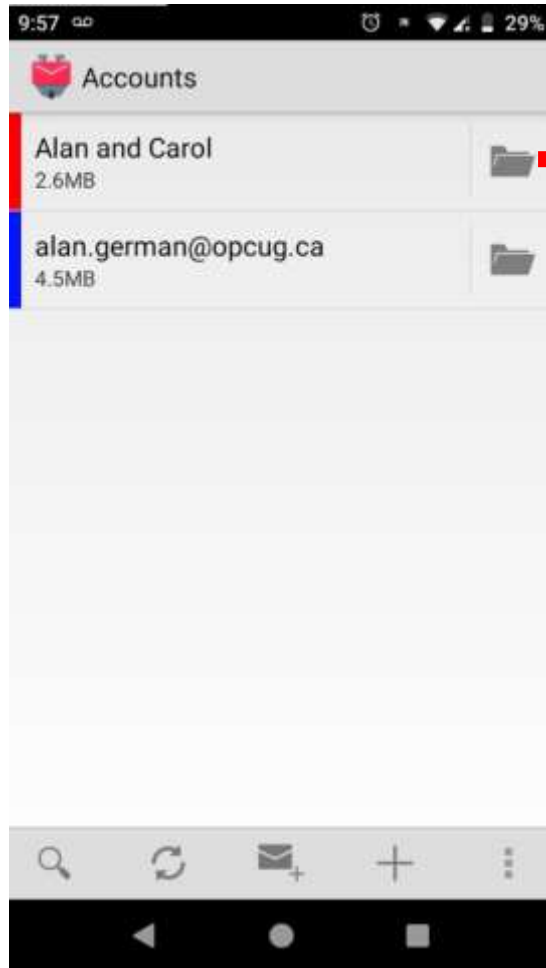 9:57 29%
Accounts
Alan and Carol
2.6MB
alan.german@opcug.ca
4.5MB